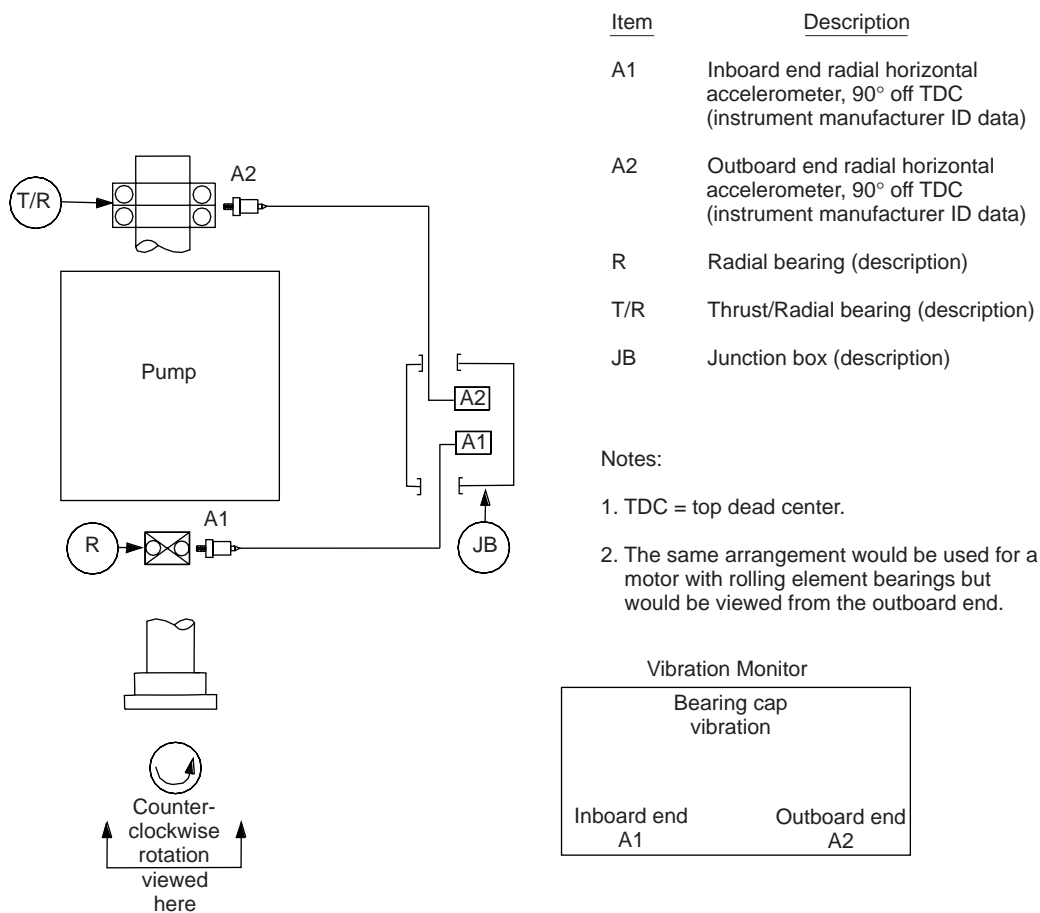 Item Description
A1 Inboard end radial horizontal
accelerometer, 90° off TDC
(instrument manufacturer ID data)
A2 Outboard end radial horizontal
accelerometer, 90° off TDC
(instrument manufacturer ID data)
R Radial bearing (description)
T/R Thrust/Radial bearing (description)
JB Junction box (description)
A2
T/R
Pump
A2
A1
A1
R
JB
Counter-
clockwise
rotation
viewed
here
Notes:
1. TDC = top dead center.
2. The same arrangement would be used for a
motor with rolling element bearings but
would be viewed from the outboard end.
Vibration Monitor
Bearing cap
vibration
Inboard end Outboard end
A1 A2